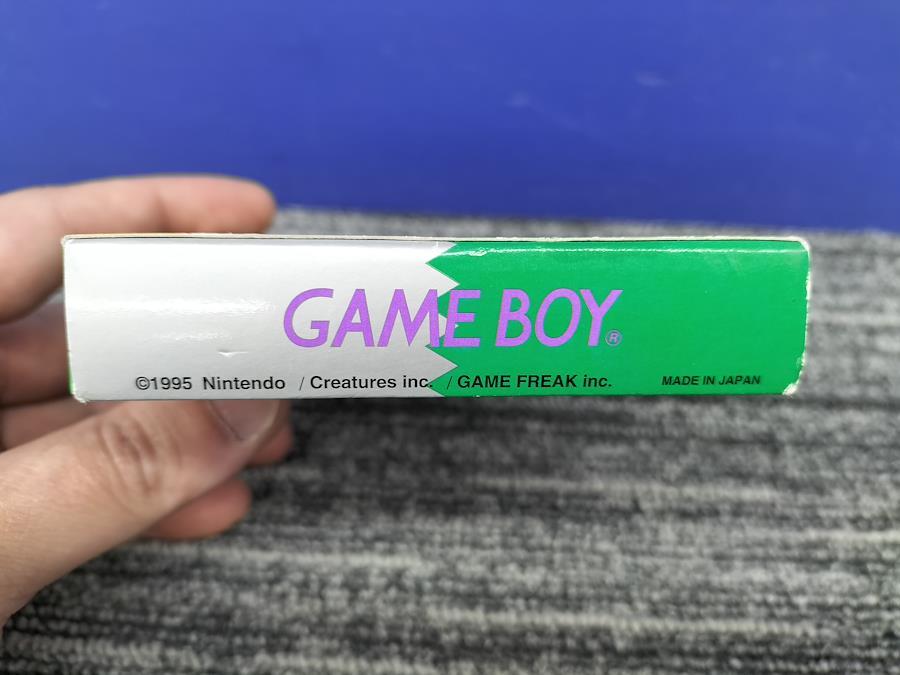 GAME BOY®
©1995 Nintendo / Creatures inc. / GAME FREAK inc. MADE IN JAPAN